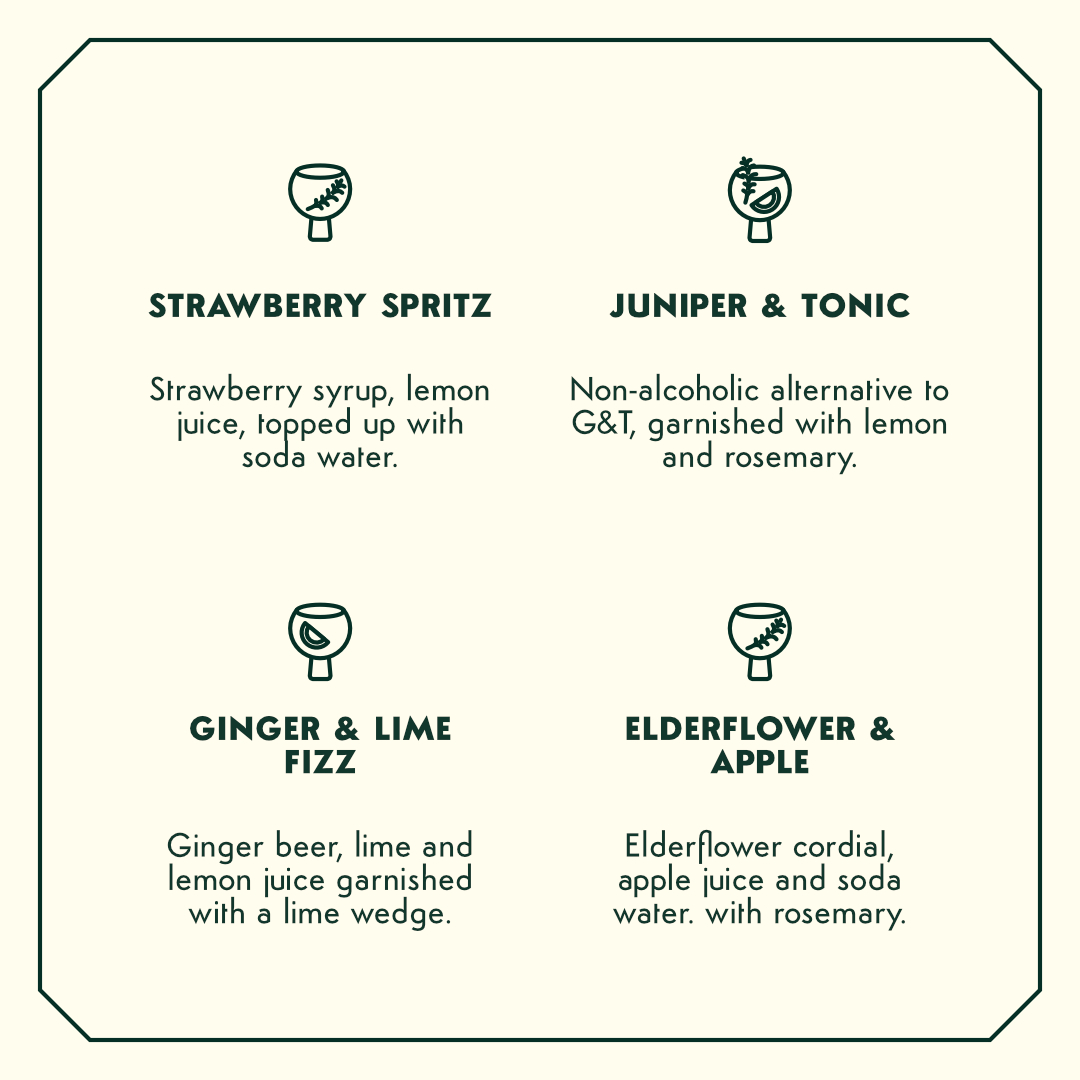 STRAWBERRY SPRITZ
Strawberry syrup, lemon
juice, topped up with
soda water.
JUNIPER & TONIC
Non-alcoholic alternative to
G&T, garnished with lemon
and rosemary.
GINGER & LIME
FIZZ
Ginger beer, lime and
lemon juice garnished
with a lime wedge.
ELDERFLOWER &
APPLE
Elderflower cordial,
apple juice and soda
water. with rosemary.